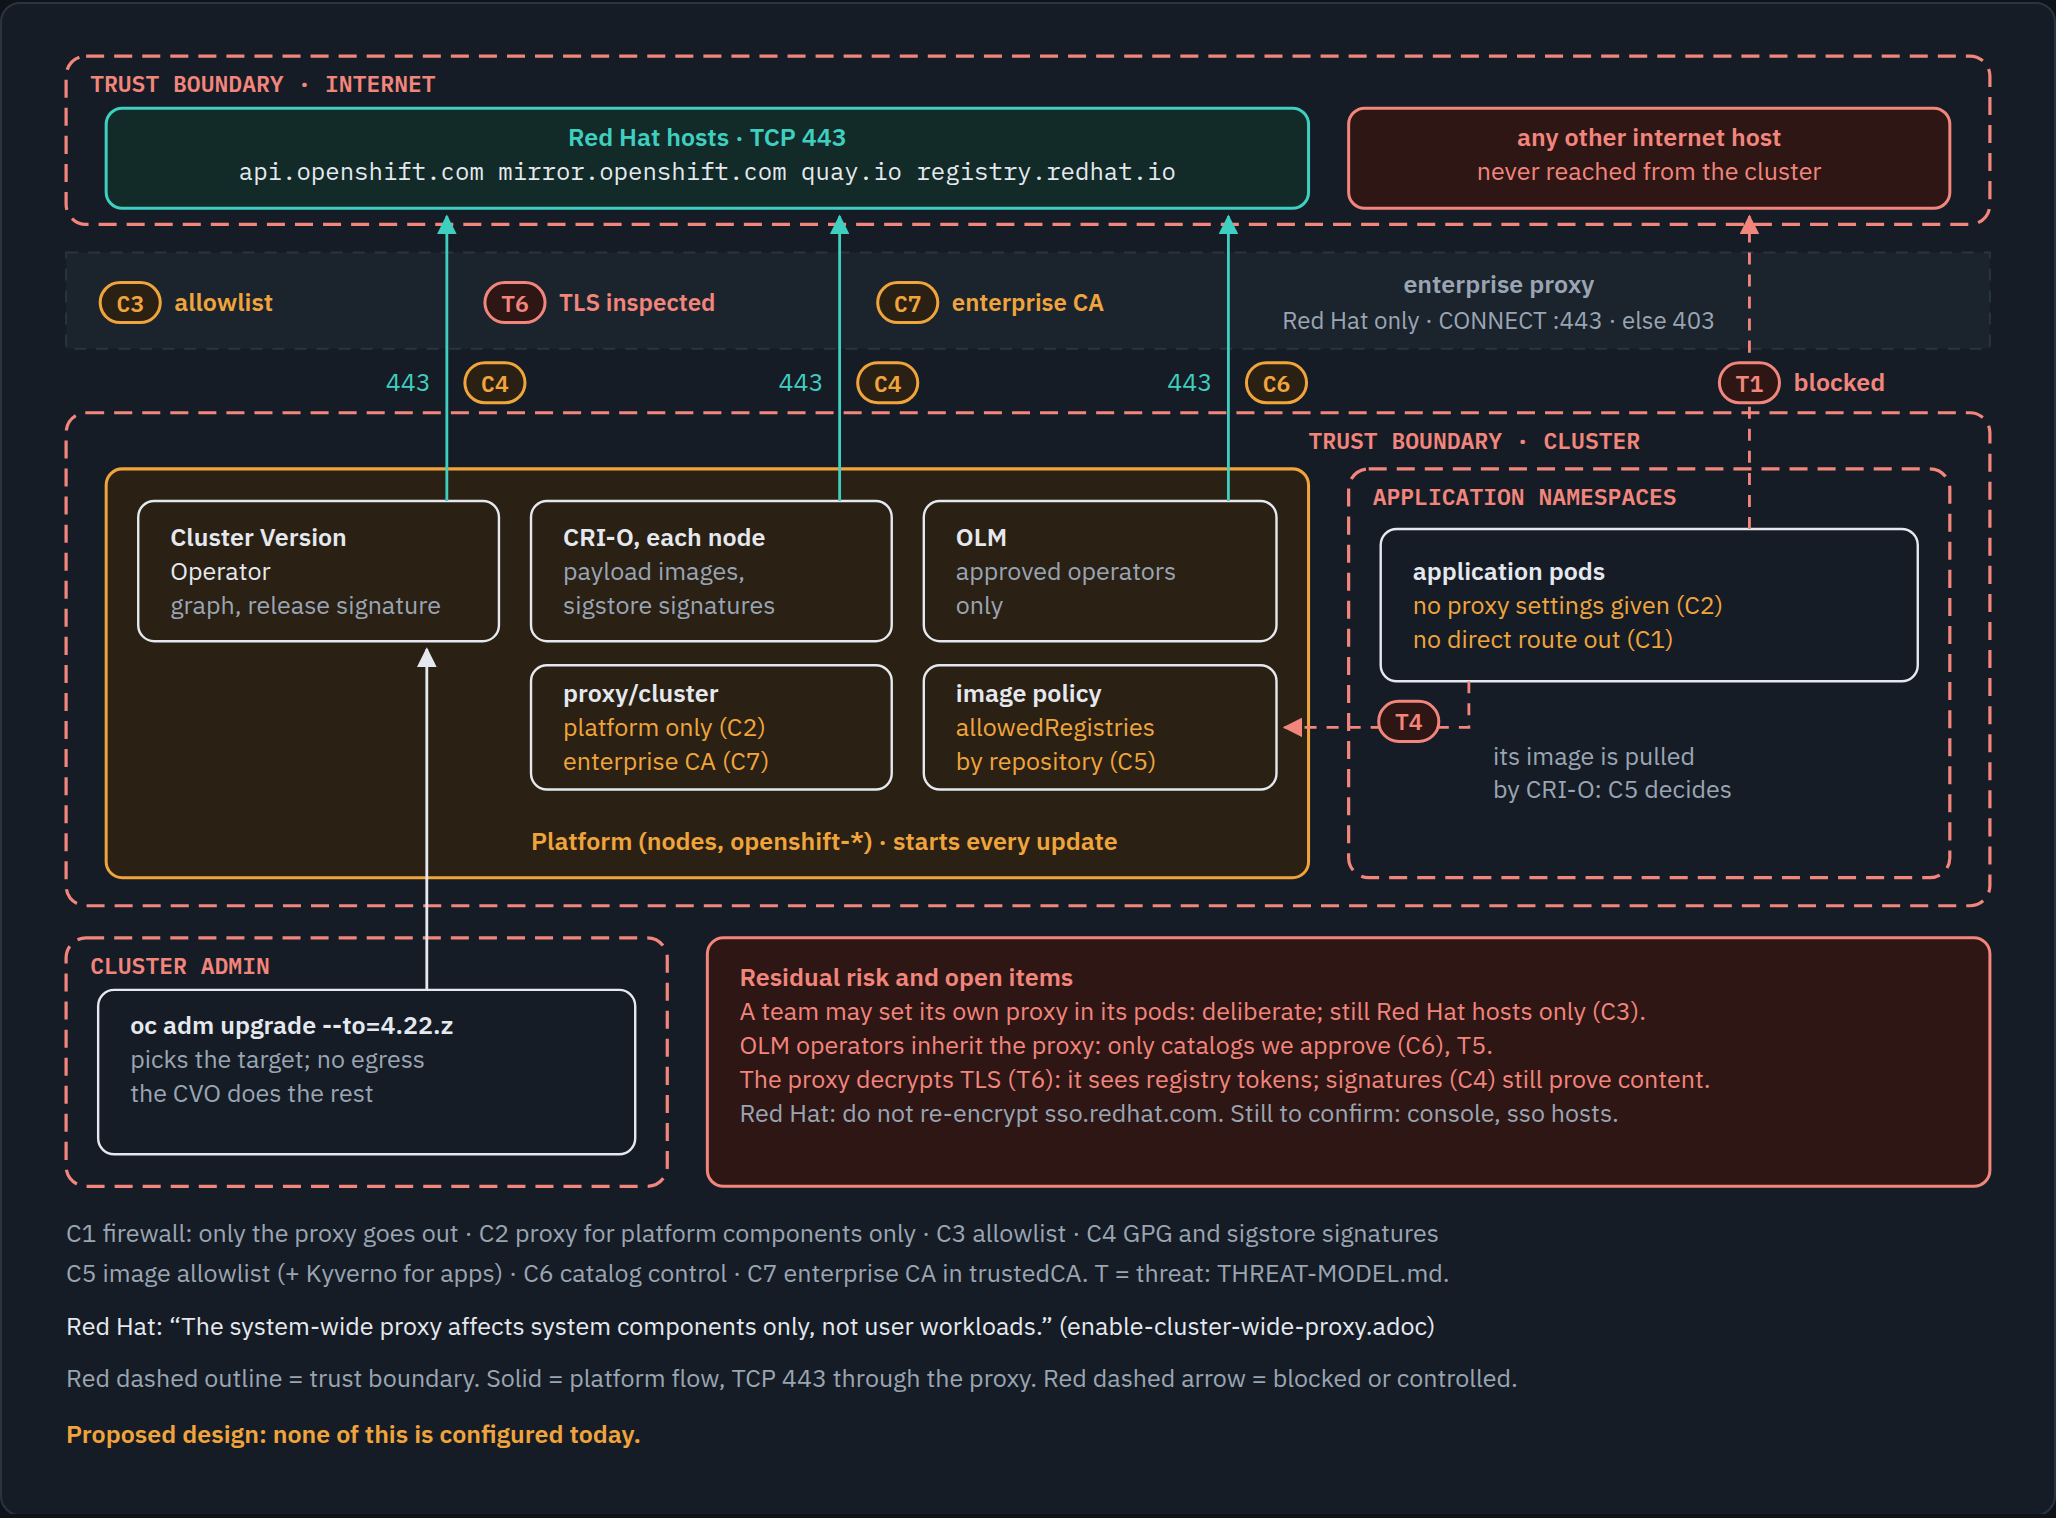 TRUST BOUNDARY · INTERNET
Red Hat hosts · TCP 443
api.openshift.com mirror.openshift.com quay.io registry.redhat.io
any other internet host
never reached from the cluster
C3 allowlist
T6 TLS inspected
C7 enterprise CA
enterprise proxy
Red Hat only · CONNECT :443 · else 403
443 C4
443 C4
443 C6
T1 blocked
TRUST BOUNDARY · CLUSTER
Cluster Version
Operator
graph, release signature
CRI-O, each node
payload images,
sigstore signatures
OLM
approved operators
only
proxy/cluster
platform only (C2)
enterprise CA (C7)
image policy
allowedRegistries
by repository (C5)
Platform (nodes, openshift-*) · starts every update
APPLICATION NAMESPACES
application pods
no proxy settings given (C2)
no direct route out (C1)
T4
its image is pulled
by CRI-O: C5 decides
CLUSTER ADMIN
oc adm upgrade --to=4.22.z
picks the target; no egress
the CVO does the rest
Residual risk and open items
A team may set its own proxy in its pods: deliberate; still Red Hat hosts only (C3).
OLM operators inherit the proxy: only catalogs we approve (C6), T5.
The proxy decrypts TLS (T6): it sees registry tokens; signatures (C4) still prove content.
Red Hat: do not re-encrypt sso.redhat.com. Still to confirm: console, sso hosts.
C1 firewall: only the proxy goes out · C2 proxy for platform components only · C3 allowlist · C4 GPG and sigstore signatures
C5 image allowlist (+ Kyverno for apps) · C6 catalog control · C7 enterprise CA in trustedCA. T = threat: THREAT-MODEL.md.
Red Hat: “The system-wide proxy affects system components only, not user workloads.” (enable-cluster-wide-proxy.adoc)
Red dashed outline = trust boundary. Solid = platform flow, TCP 443 through the proxy. Red dashed arrow = blocked or controlled.
Proposed design: none of this is configured today.